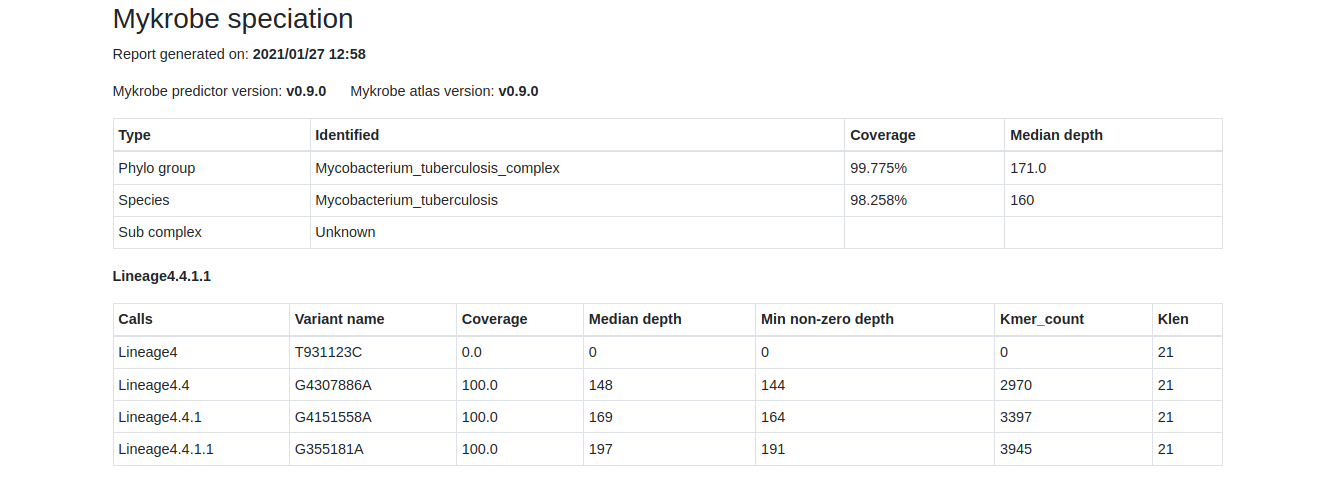 Mykrobe speciation
Report generated on: 2021/01/27 12:58
Mykrobe predictor version: v0.9.0 Mykrobe atlas version: v0.9.0
Type Identified Coverage Median depth
Phylo group Mycobacterium_tuberculosis_complex 99.775% 171.0
Species Mycobacterium_tuberculosis 98.258% 160
Sub complex Unknown
Lineage4.4.1.1
Calls Variant name Coverage Median depth Min non-zero depth Kmer_count Klen
Lineage4 T931123C 0.0 0 0 0 21
Lineage4.4 G4307886A 100.0 148 144 2970 21
Lineage4.4.1 G4151558A 100.0 169 164 3397 21
Lineage4.4.1.1 G355181A 100.0 197 191 3945 21